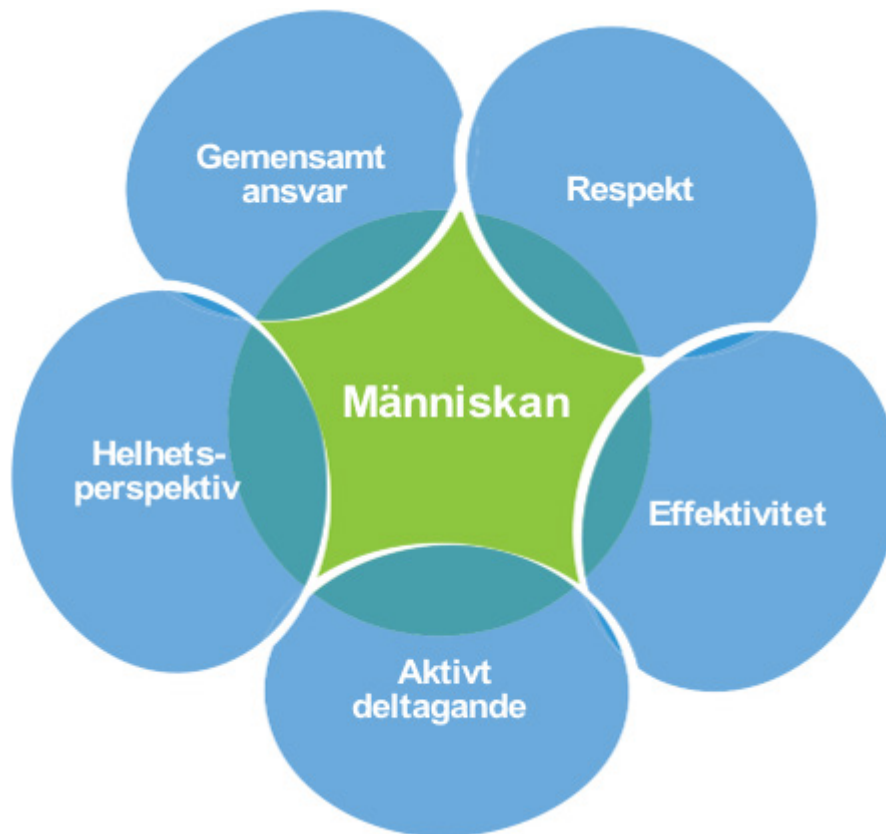 Gemensamt
ansvar
Respekt
Människan
Helhets-
perspektiv
Effektivitet
Aktivt
deltagande